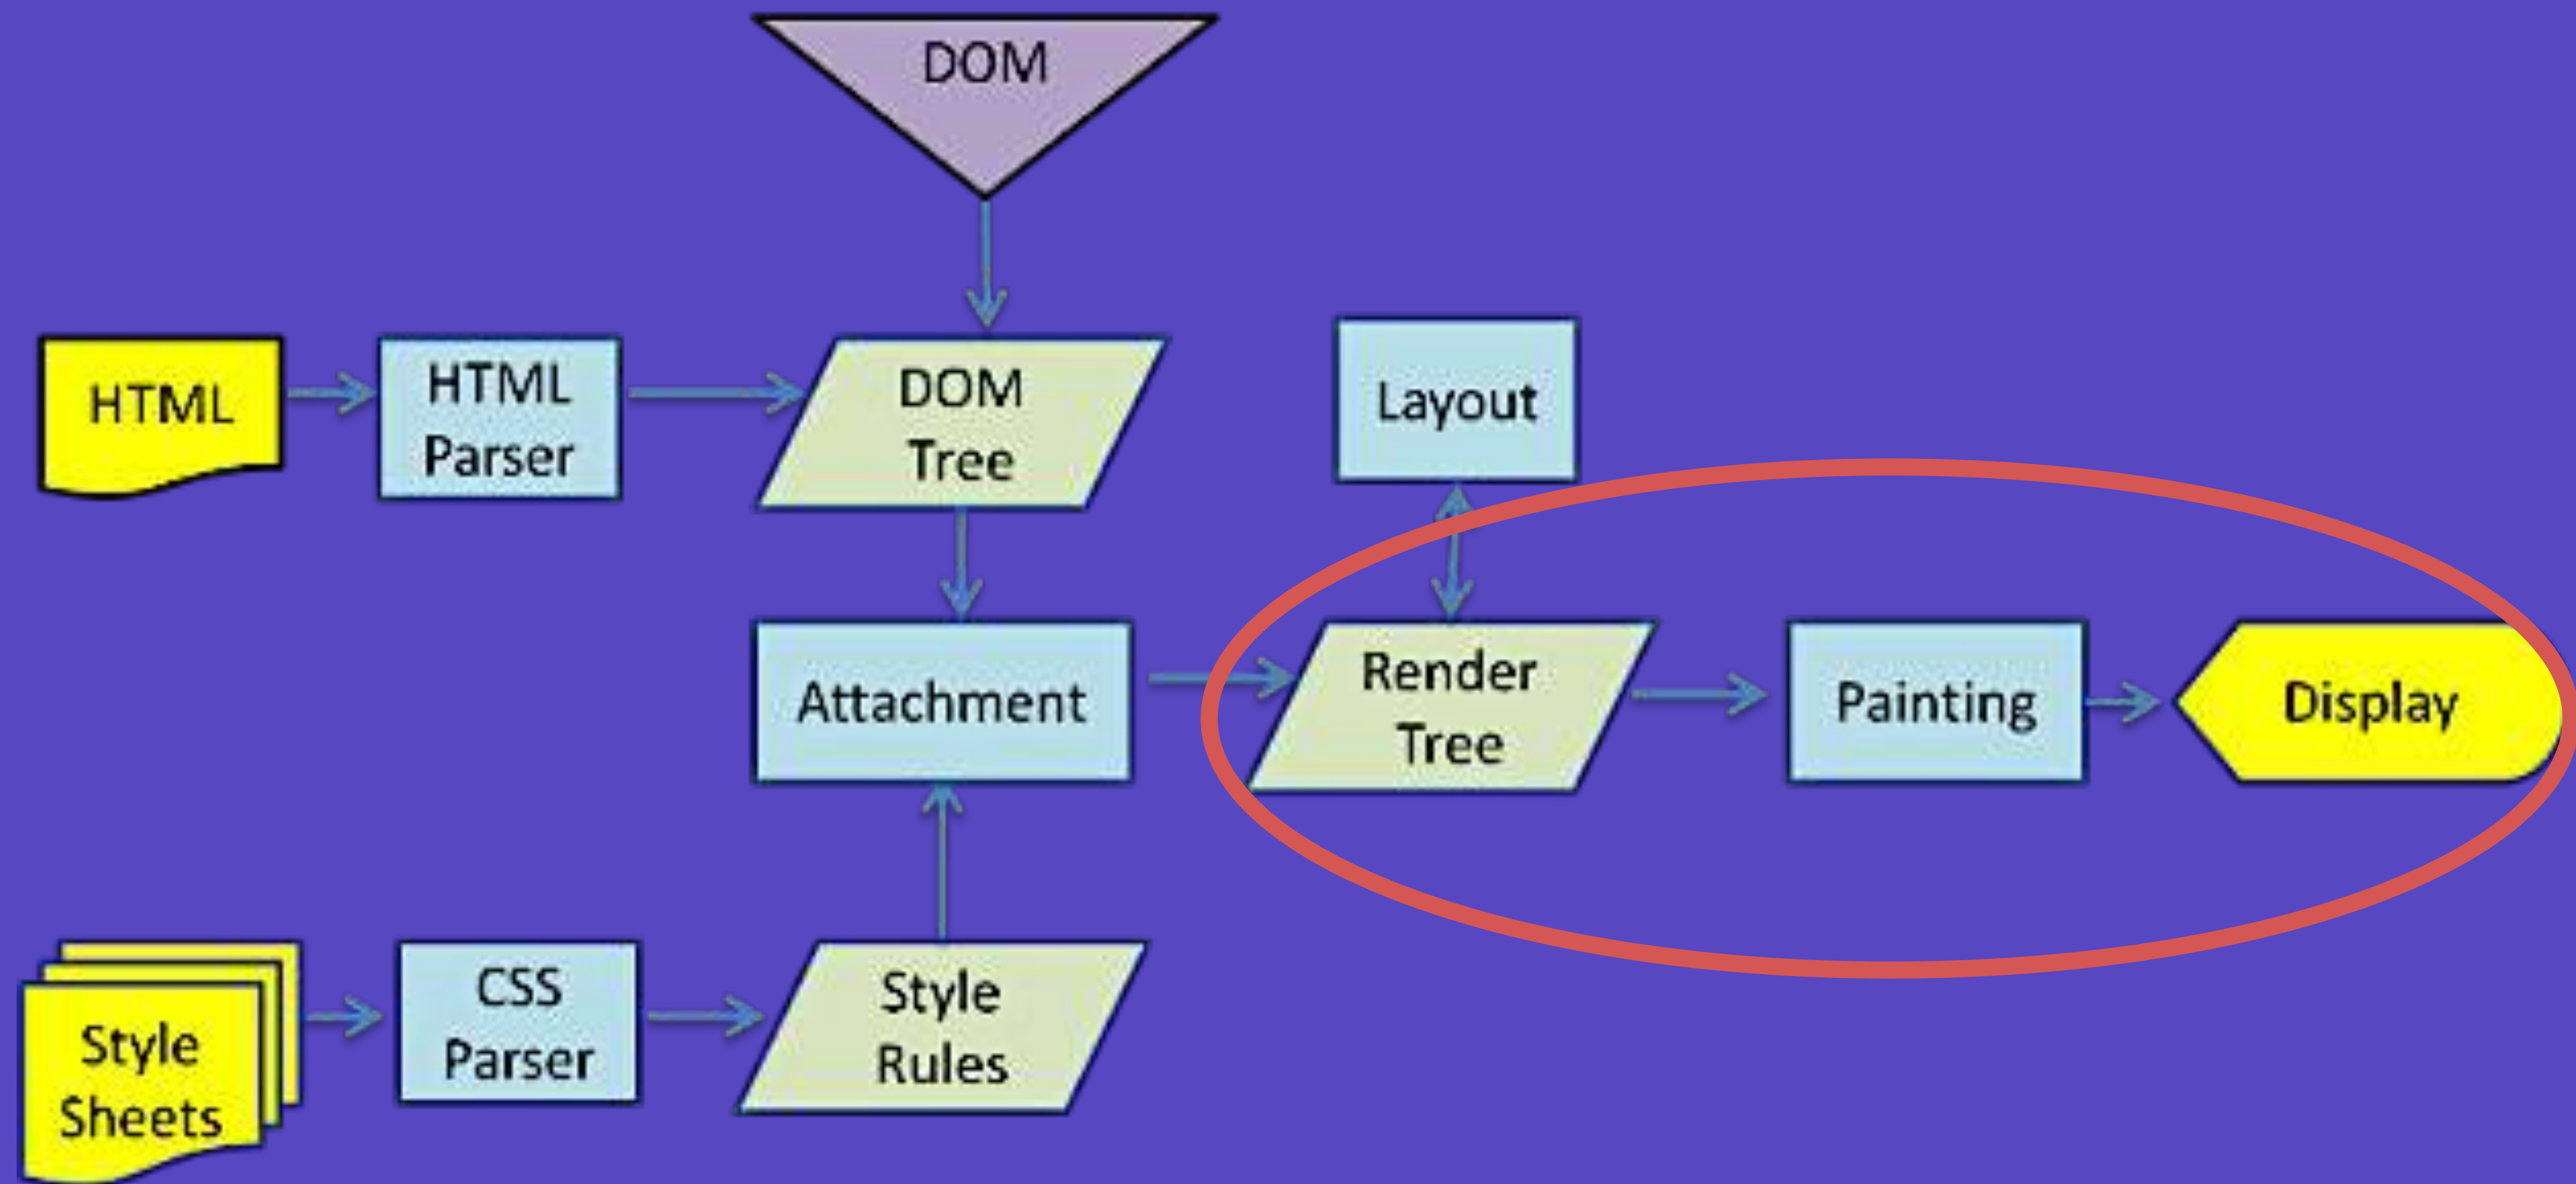 DOM
HTML
HTML
Parser
DOM
Tree
Layout
Attachment
Render
Tree
Painting
Display
Style
Sheets
CSS
Parser
Style
Rules